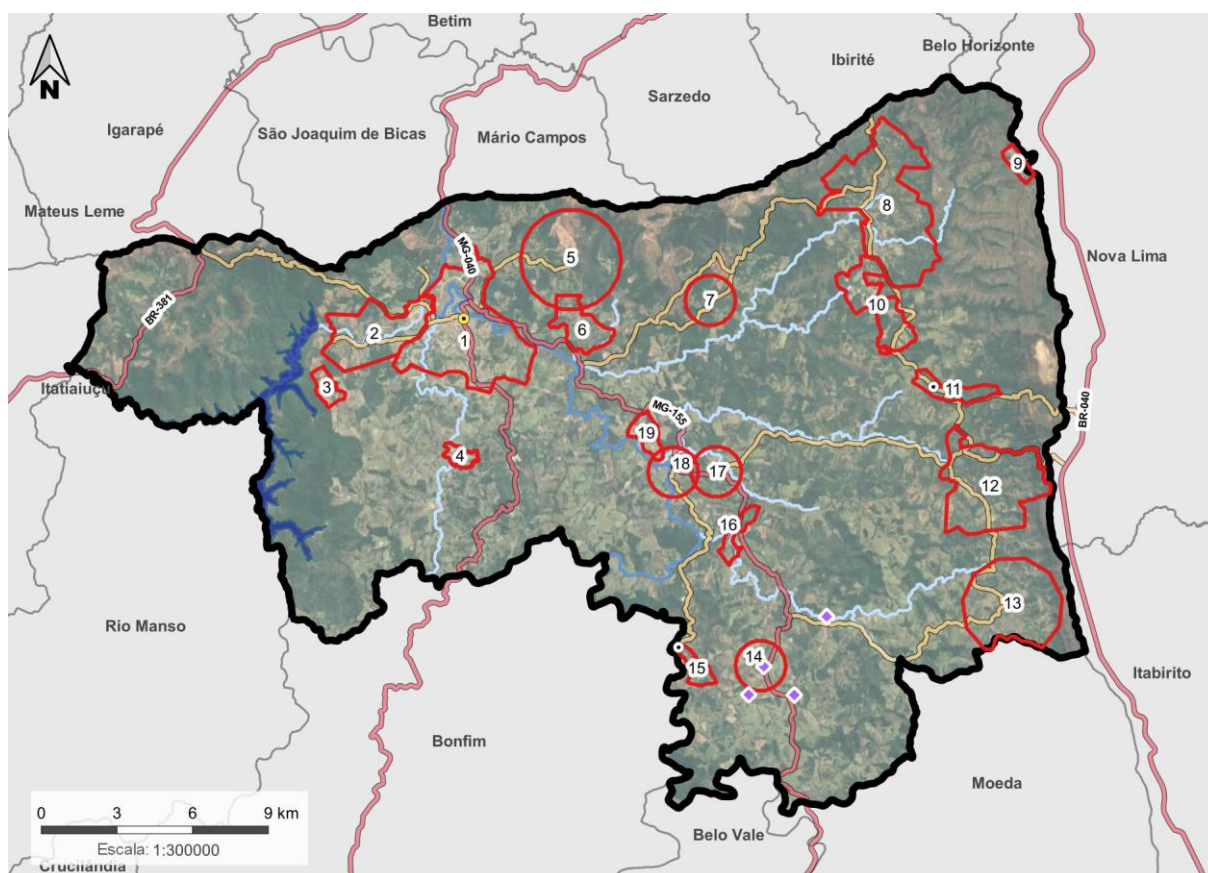 Betim
Belo Horizonte
Ibirité
N
Sarzedo
Igarapé
São Joaquim de Bicas
Mário Campos
9
8
Mateus Leme
MG-040
5
Nova Lima
BR-381
7
10
2
1
6
Itatiaiuçu
3
11
MG-155
BR-040
19
4
18
17
12
16
13
Rio Manso
14
15
Itabirito
Bonfim
Moeda
0 3 6 9 km
Escala: 1:300000
Belo Vale
Crucilândia